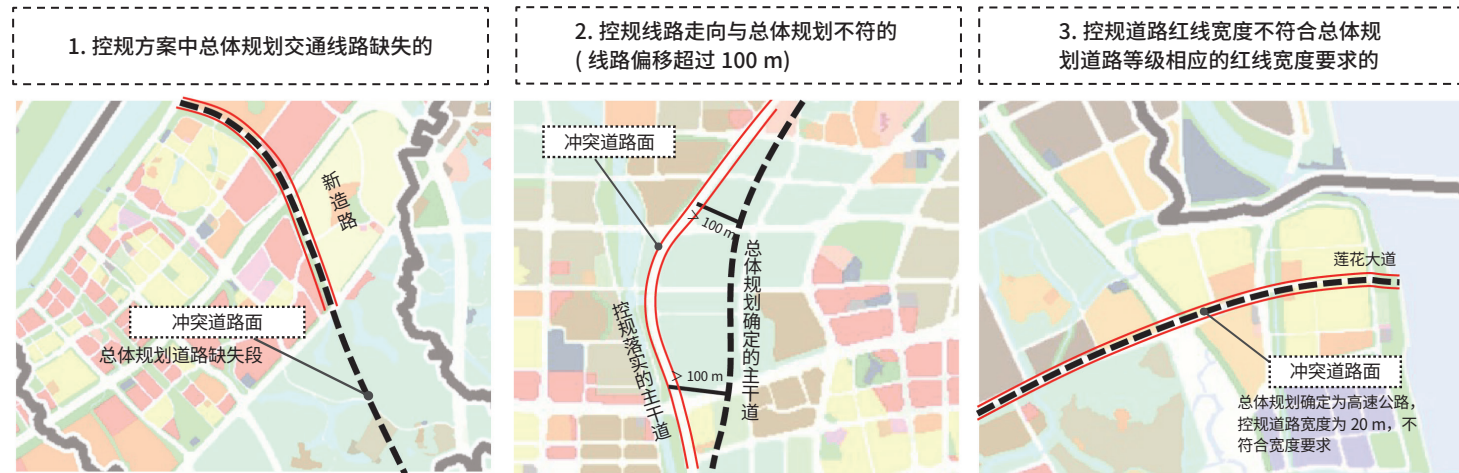 1. 控规方案中总体规划交通线路缺失的
2. 控规线路走向与总体规划不符的
( 线路偏移超过 100 m)
3. 控规道路红线宽度不符合总体规
划道路等级相应的红线宽度要求的
新造路
冲突道路面
总体规划道路缺失段
冲突道路面
＞ 100 m
总体规划确定的主干道
控规落实的主干道
＞ 100 m
莲花大道
冲突道路面
总体规划确定为高速公路，
控规道路宽度为 20 m，不
符合宽度要求